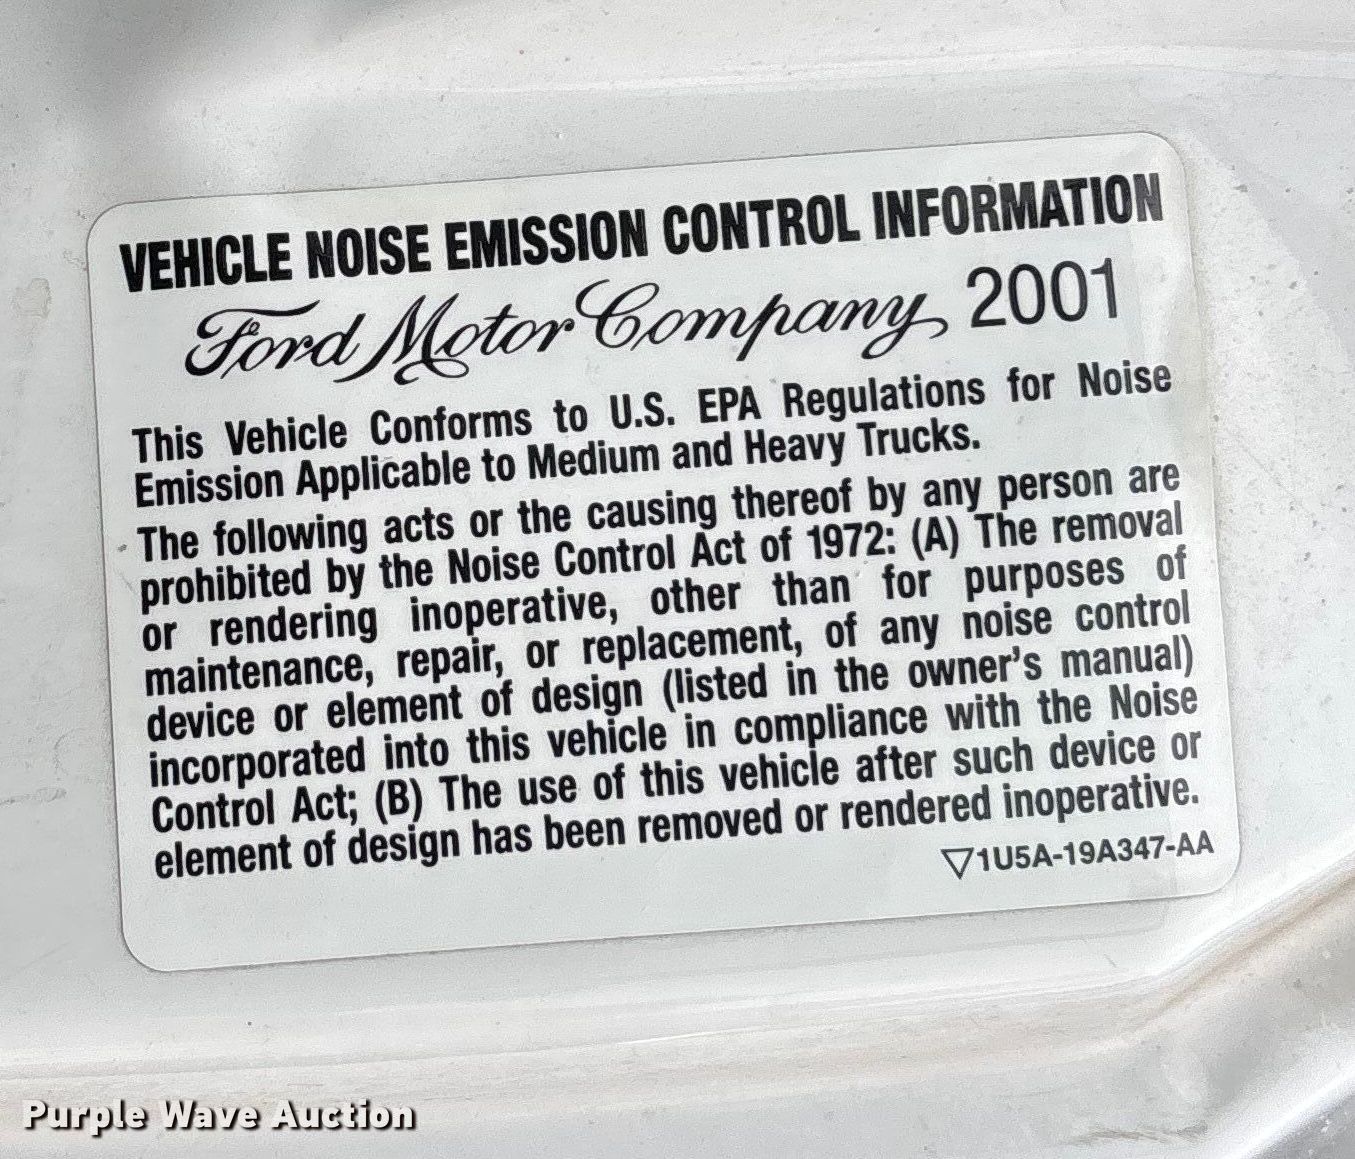 VEHICLE NOISE EMISSION CONTROL INFORMATION
Ford Motor Company 2001
This Vehicle Conforms to U.S. EPA Regulations for Noise
Emission Applicable to Medium and Heavy Trucks.
The following acts or the causing thereof by any person are
prohibited by the Noise Control Act of 1972: (A) The removal
or rendering inoperative, other than for purposes of
maintenance, repair, or replacement, of any noise control
device or element of design (listed in the owner's manual)
incorporated into this vehicle in compliance with the Noise
Control Act; (B) The use of this vehicle after such device or
element of design has been removed or rendered inoperative.
▽1U5A-19A347-AA
Purple Wave Auction